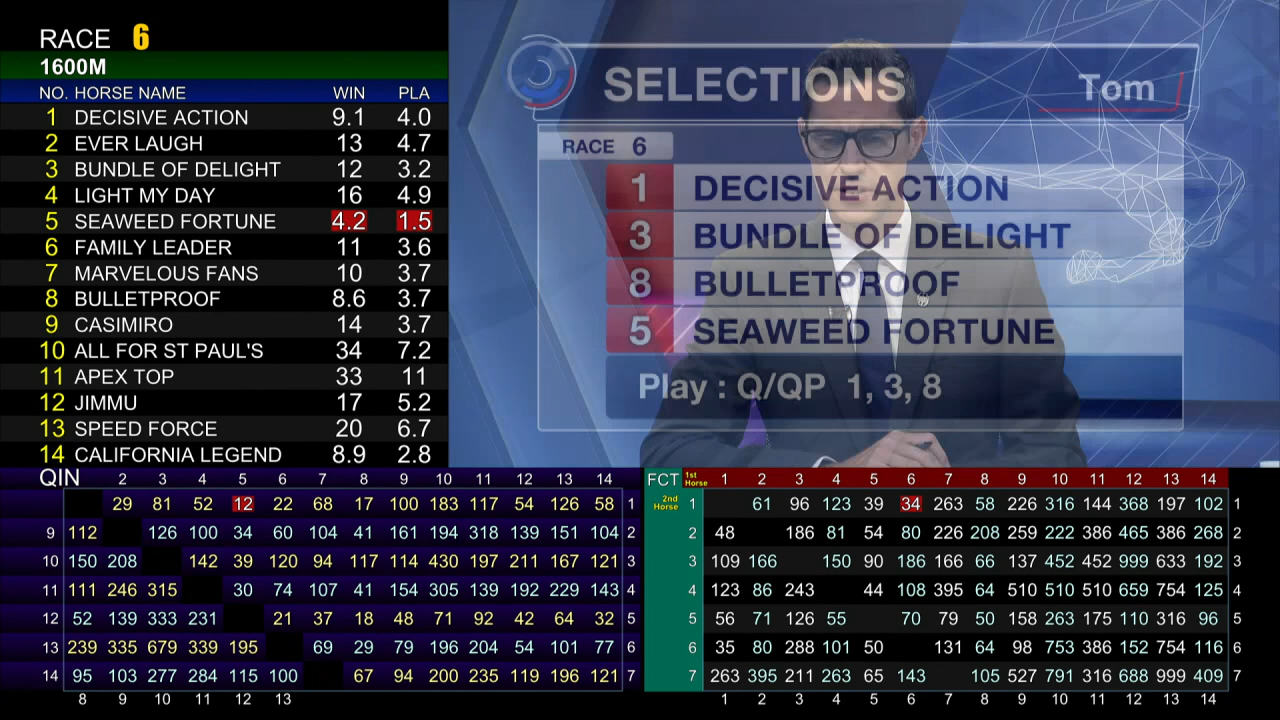 RACE 6
1600M
NO. HORSE NAME WIN PLA
1 DECISIVE ACTION 9.1 4.0
2 EVER LAUGH 13 4.7
3 BUNDLE OF DELIGHT 12 3.2
4 LIGHT MY DAY 16 4.9
5 SEAWEED FORTUNE 4.2 1.5
6 FAMILY LEADER 11 3.6
7 MARVELOUS FANS 10 3.7
8 BULLETPROOF 8.6 3.7
9 CASIMIRO 14 3.7
10 ALL FOR ST PAUL'S 34 7.2
11 APEX TOP 33 11
12 JIMMU 17 5.2
13 SPEED FORCE 20 6.7
14 CALIFORNIA LEGEND 8.9 2.8
SELECTIONS Tom
RACE 6
1 DECISIVE ACTION
3 BUNDLE OF DELIGHT
8 BULLETPROOF
5 SEAWEED FORTUNE
Play : Q/QP 1, 3, 8
QIN 2 3 4 5 6 7 8 9 10 11 12 13 14
29 81 52 12 22 68 17 100 183 117 54 126 58 1
9 112 126 100 34 60 104 41 161 194 318 139 151 104 2
10 150 208 142 39 120 94 117 114 430 197 211 167 121 3
11 111 246 315 30 74 107 41 154 305 139 192 229 143 4
12 52 139 333 231 21 37 18 48 71 92 42 64 32 5
13 239 335 679 339 195 69 29 79 196 204 54 101 77 6
14 95 103 277 284 115 100 67 94 200 235 119 196 121 7
8 9 10 11 12 13
FCT 1st Horse 1 2 3 4 5 6 7 8 9 10 11 12 13 14
2nd Horse 1 61 96 123 39 34 263 58 226 316 144 368 197 102 1
2 48 186 81 54 80 226 208 259 222 386 465 386 268 2
3 109 166 150 90 186 166 66 137 452 452 999 633 192 3
4 123 86 243 44 108 395 64 510 510 510 659 754 125 4
5 56 71 126 55 70 79 50 158 263 175 110 316 96 5
6 35 80 288 101 50 131 64 98 753 386 152 754 116 6
7 263 395 211 263 65 143 105 527 791 316 688 999 409 7
1 2 3 4 5 6 7 8 9 10 11 12 13 14